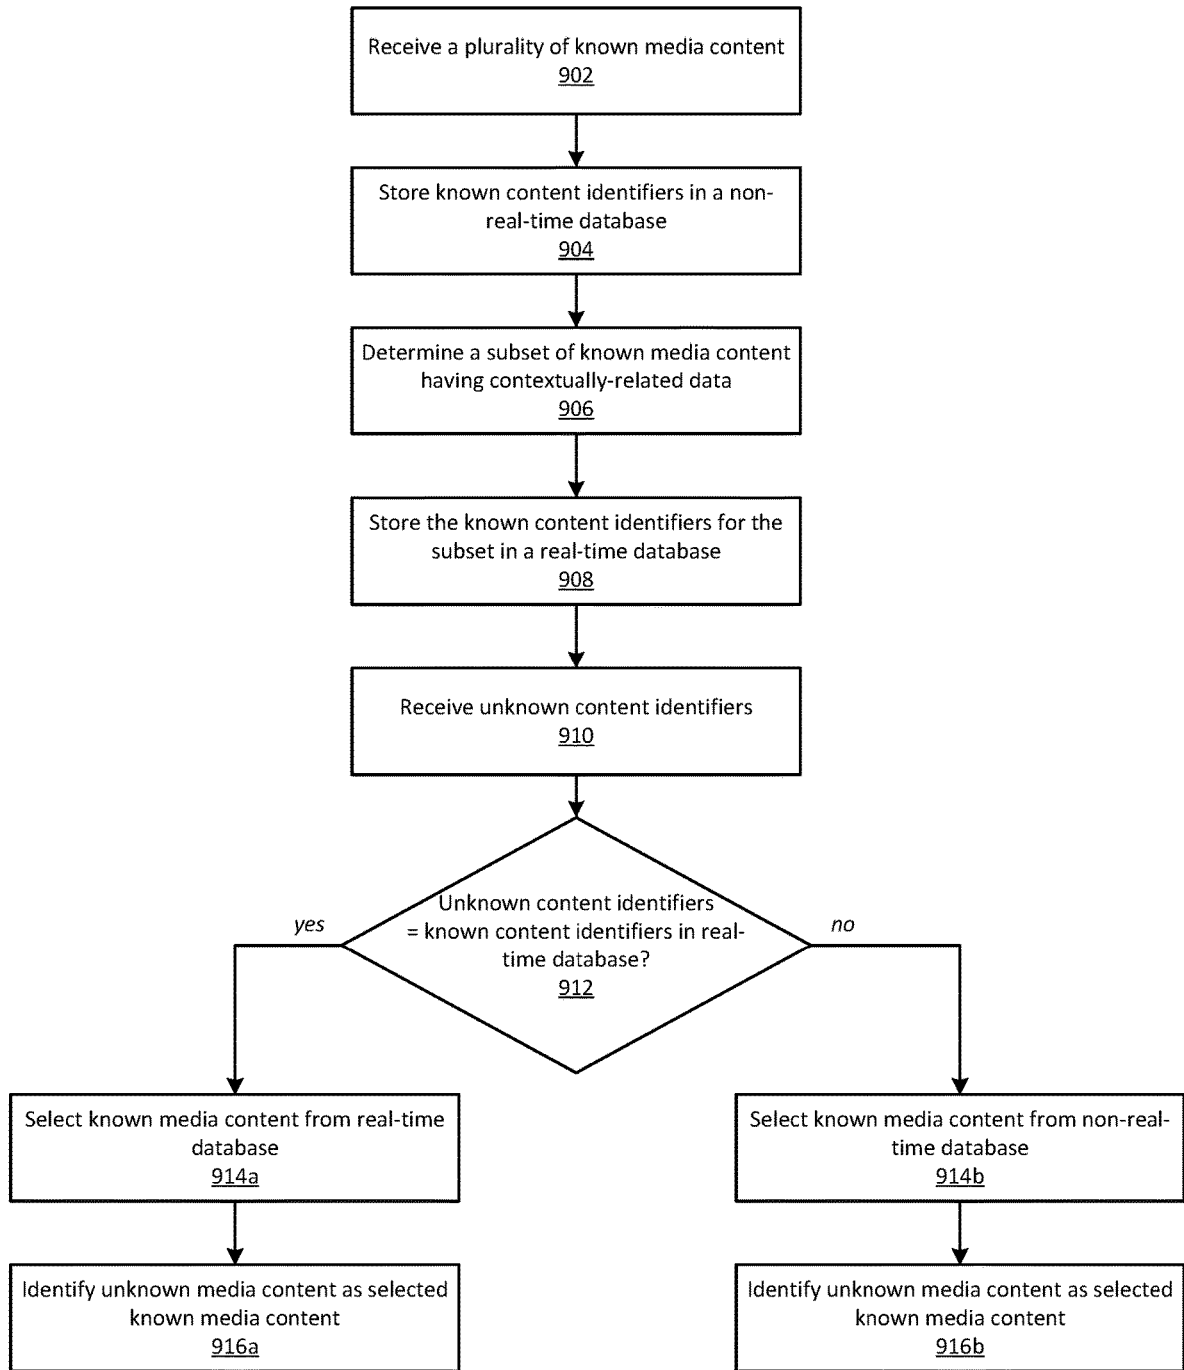 Receive a plurality of known media content
902
Store known content identifiers in a non-
real-time database
904
Determine a subset of known media content
having contextually-related data
906
Store the known content identifiers for the
subset in a real-time database
908
Receive unknown content identifiers
910
Unknown content identifiers
= known content identifiers in real-
time database?
912
yes
no
Select known media content from real-time
database
914a
Select known media content from non-real-
time database
914b
Identify unknown media content as selected
known media content
916a
Identify unknown media content as selected
known media content
916b